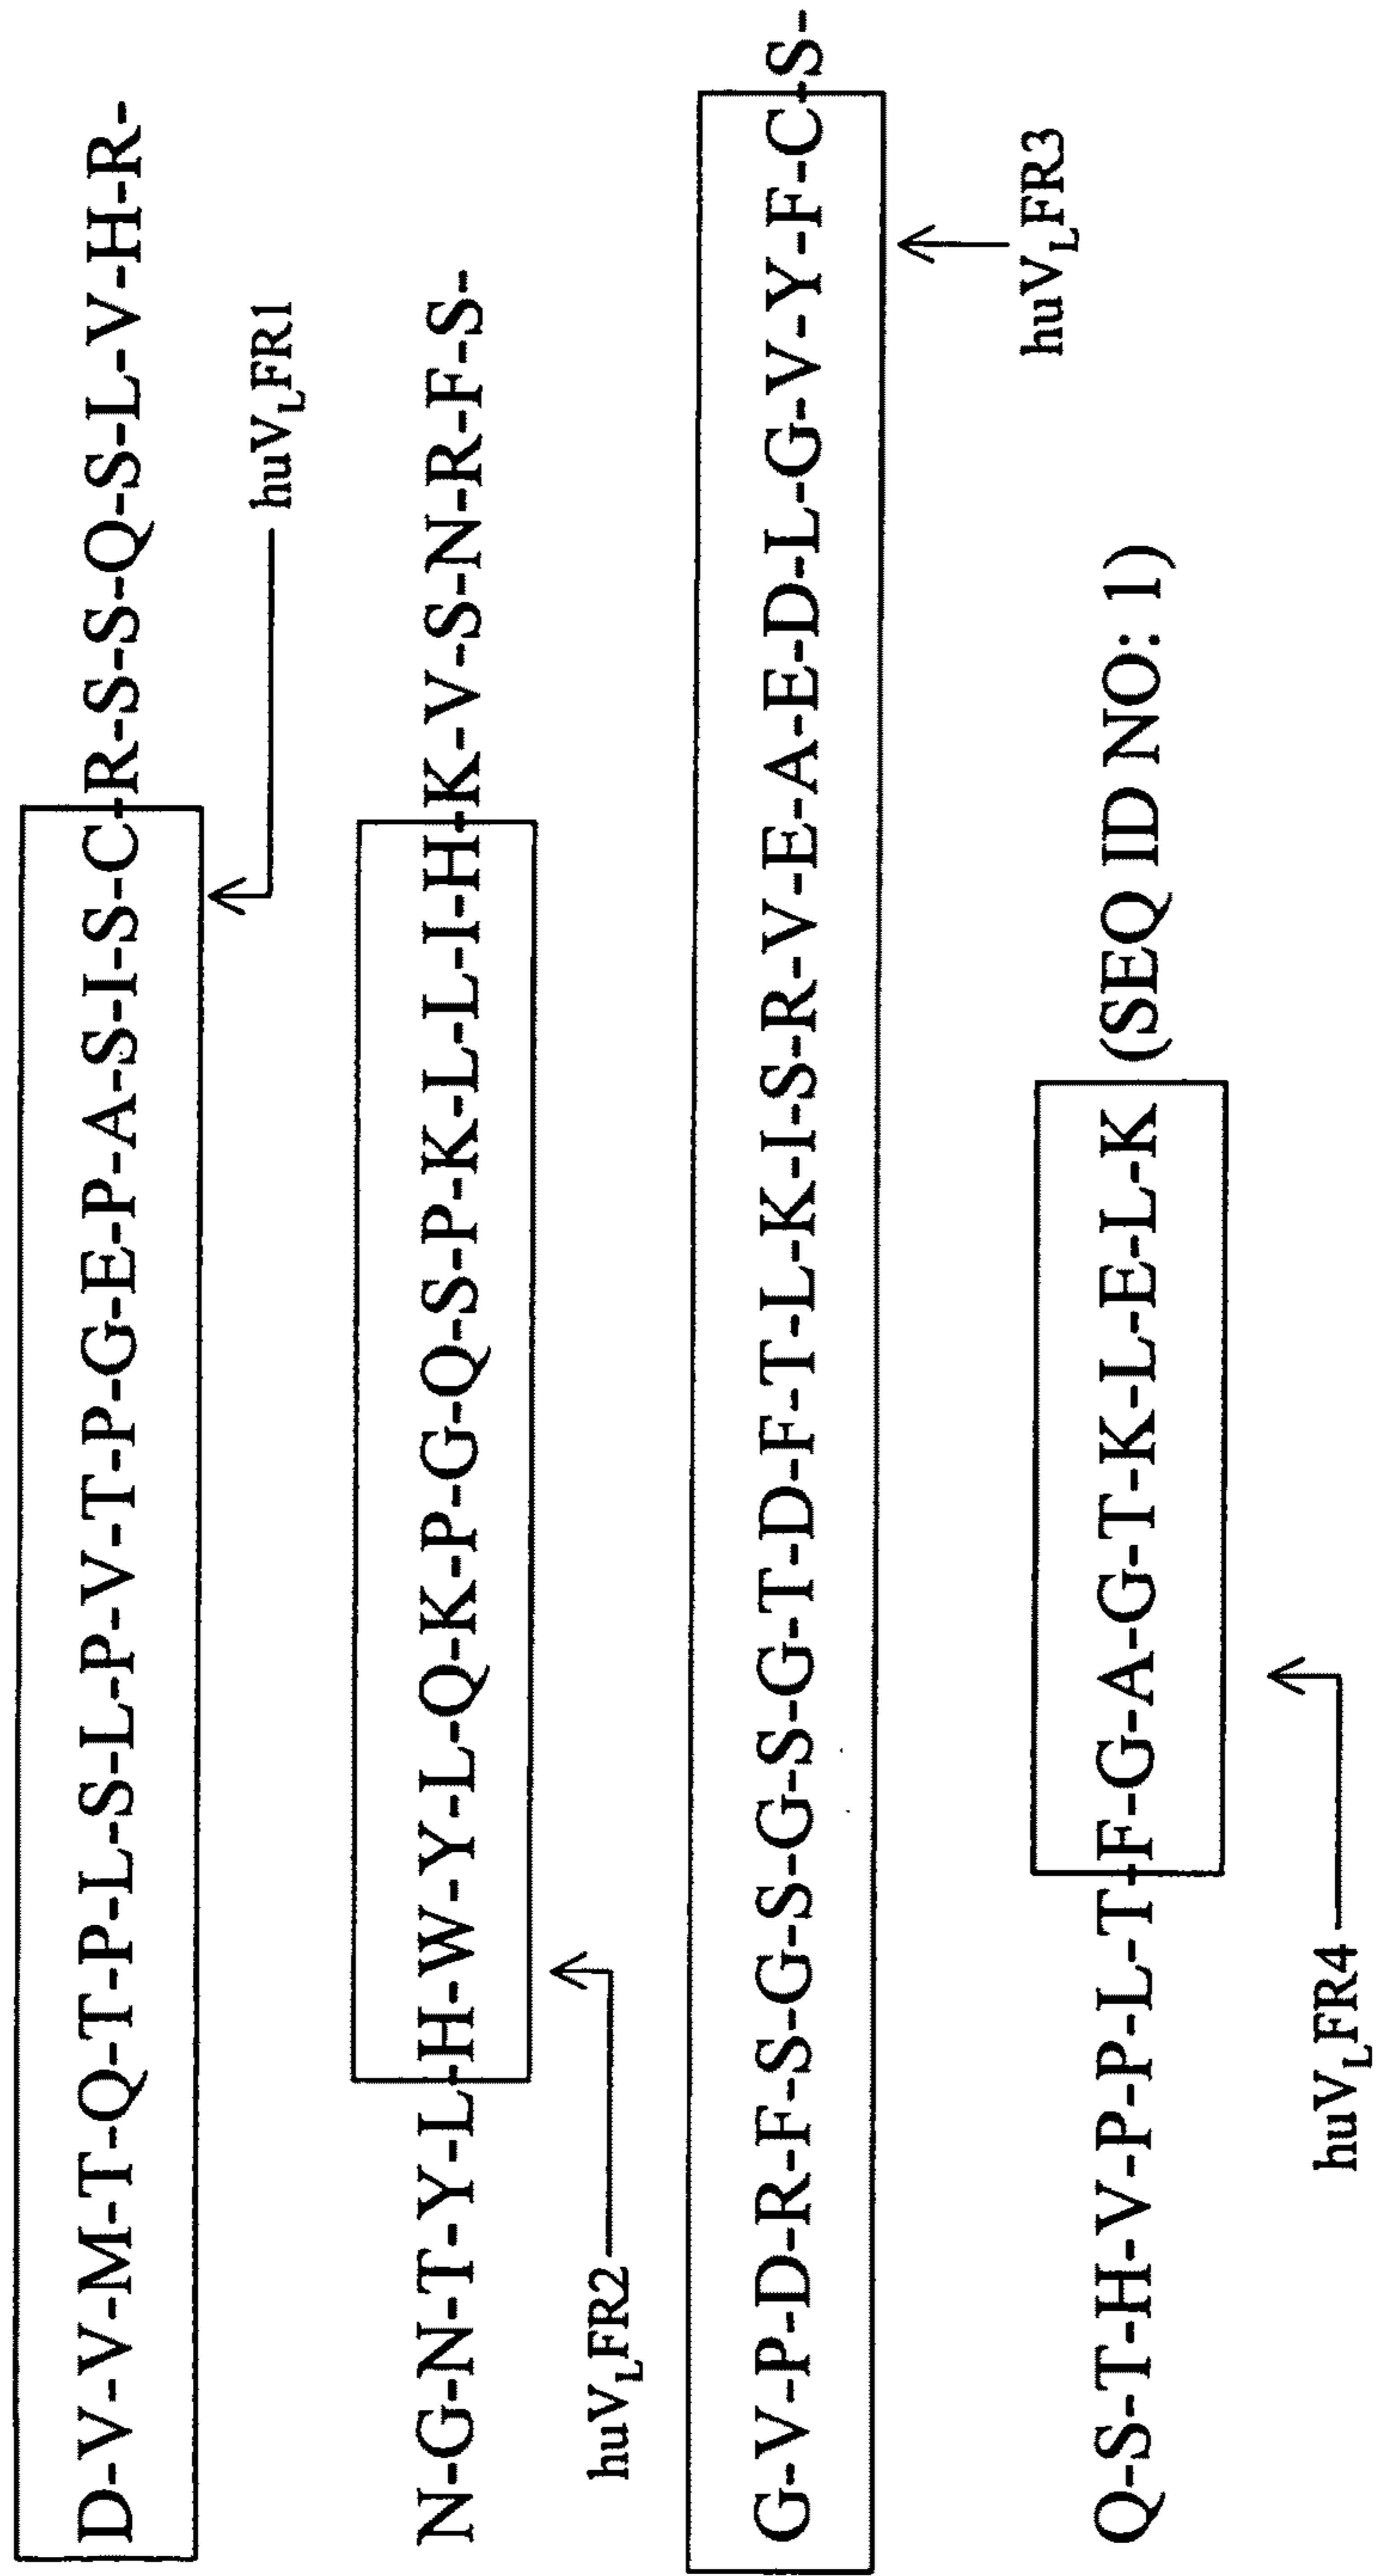 D-V-V-M-T-Q-T-P-L-S-L-P-V-T-P-G-E-P-A-S-I-S-C-R-S-S-Q-S-L-V-H-R-
huVLFR1
N-G-N-T-Y-L-H-W-Y-L-Q-K-P-G-Q-S-P-K-L-L-I-H-K-V-S-N-R-F-S-
huVLFR2
G-V-P-D-R-F-S-G-S-G-S-G-T-D-F-T-L-K-I-S-R-V-E-A-E-D-L-G-V-Y-F-C-S-
huVLFR3
Q-S-T-H-V-P-P-L-T-F-G-A-G-T-K-L-E-L-K (SEQ ID NO: 1)
huVLFR4